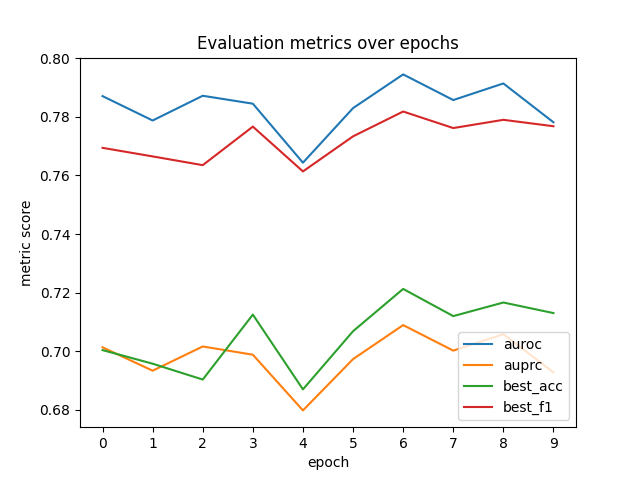 Evaluation metrics over epochs
0.80
0.78
0.76
0.74
0.72
0.70
0.68
metric score
auroc
auprc
best_acc
best_f1
0 1 2 3 4 5 6 7 8 9
epoch